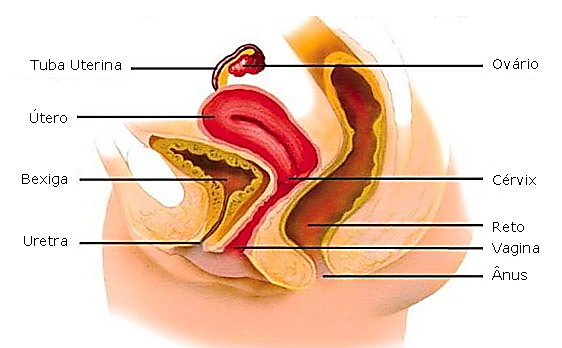 Tuba Uterina
Ovário
Útero
Bexiga
Cérvix
Reto
Uretra
Vagina
Ânus